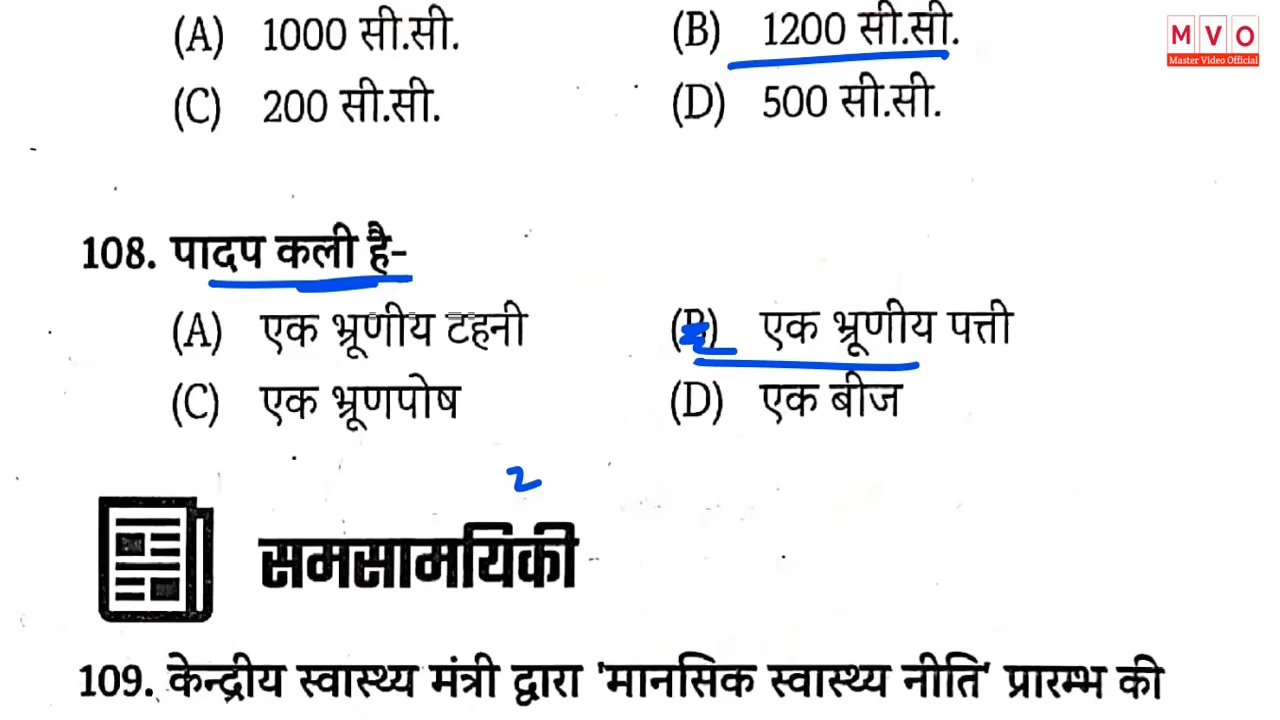 (A) 1000 सी.सी. (B) 1200 सी.सी.
M V O
Master Video Official
(C) 200 सी.सी. (D) 500 सी.सी.
108. पादप कली है-
(A) एक भ्रूणीय टहनी (B) एक भ्रूणीय पत्ती
(C) एक भ्रूणपोष (D) एक बीज
2
समसामयिकी
109. केन्द्रीय स्वास्थ्य मंत्री द्वारा 'मानसिक स्वास्थ्य नीति' प्रारम्भ की